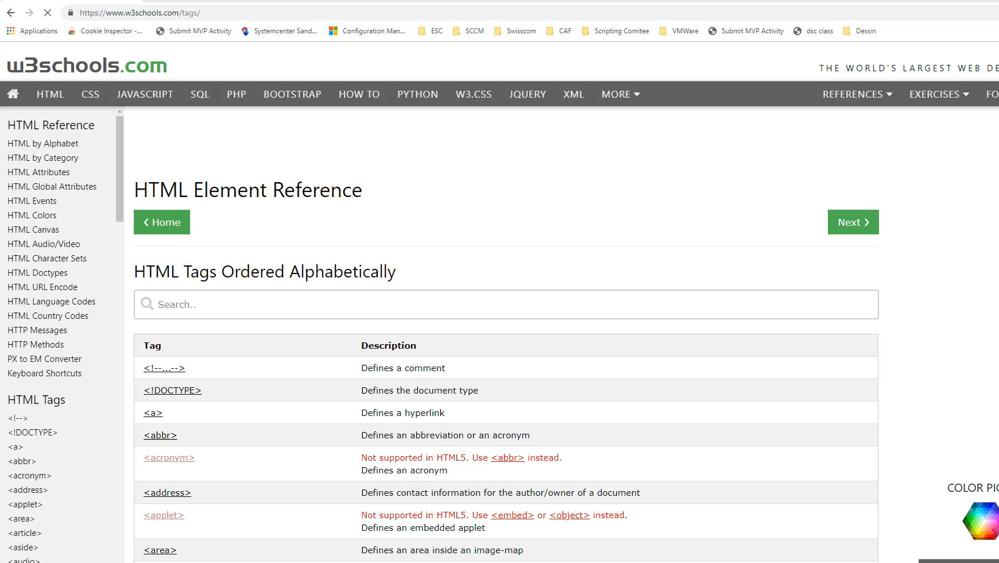 https://www.w3schools.com/tags/
Applications
Cookie Inspector -...
Submit MVP Activity
Systemcenter Sand...
Configuration Man...
ESC
SCCM
Swisscom
CAF
Scripting Comitee
VMWare
Submit MVP Activity
dsc class
Dessin
w3schools.com
THE WORLD'S LARGEST WEB DE
HTML
CSS
JAVASCRIPT
SQL
PHP
BOOTSTRAP
HOW TO
PYTHON
W3.CSS
JQUERY
XML
MORE
REFERENCES
EXERCISES
FO
HTML Reference
HTML by Alphabet
HTML by Category
HTML Attributes
HTML Global Attributes
HTML Events
HTML Colors
HTML Canvas
HTML Audio/Video
HTML Character Sets
HTML Doctypes
HTML URL Encode
HTML Language Codes
HTML Country Codes
HTTP Messages
HTTP Methods
PX to EM Converter
Keyboard Shortcuts
HTML Tags
<!-->
<!DOCTYPE>
<a>
<abbr>
<acronym>
<address>
<applet>
<area>
<article>
<aside>
<audio>
HTML Element Reference
❮ Home
Next ❯
HTML Tags Ordered Alphabetically
Search..
Tag Description
<!--...--> Defines a comment
<!DOCTYPE> Defines the document type
<a> Defines a hyperlink
<abbr> Defines an abbreviation or an acronym
<acronym> Not supported in HTML5. Use <abbr> instead.
Defines an acronym
<address> Defines contact information for the author/owner of a document
<applet> Not supported in HTML5. Use <embed> or <object> instead.
Defines an embedded applet
<area> Defines an area inside an image-map
COLOR PIC